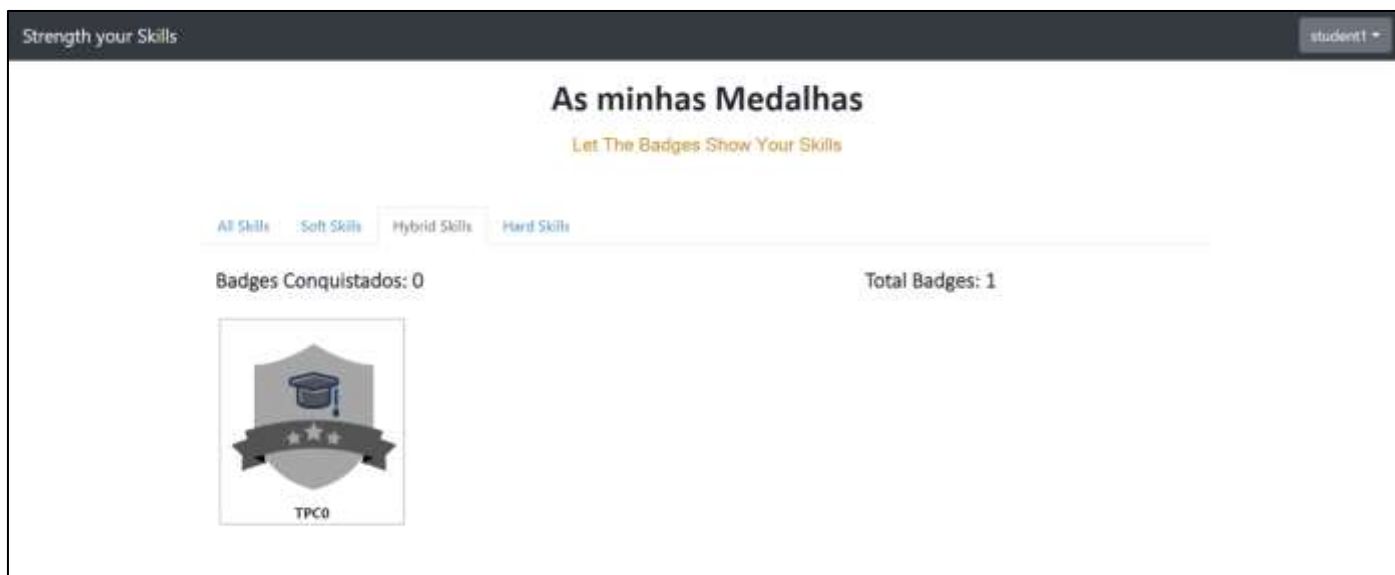 Strength your Skills
student1
As minhas Medalhas
Let The Badges Show Your Skills
All Skills Soft Skills Hybrid Skills Hard Skills
Badges Conquistados: 0 Total Badges: 1
TPC0